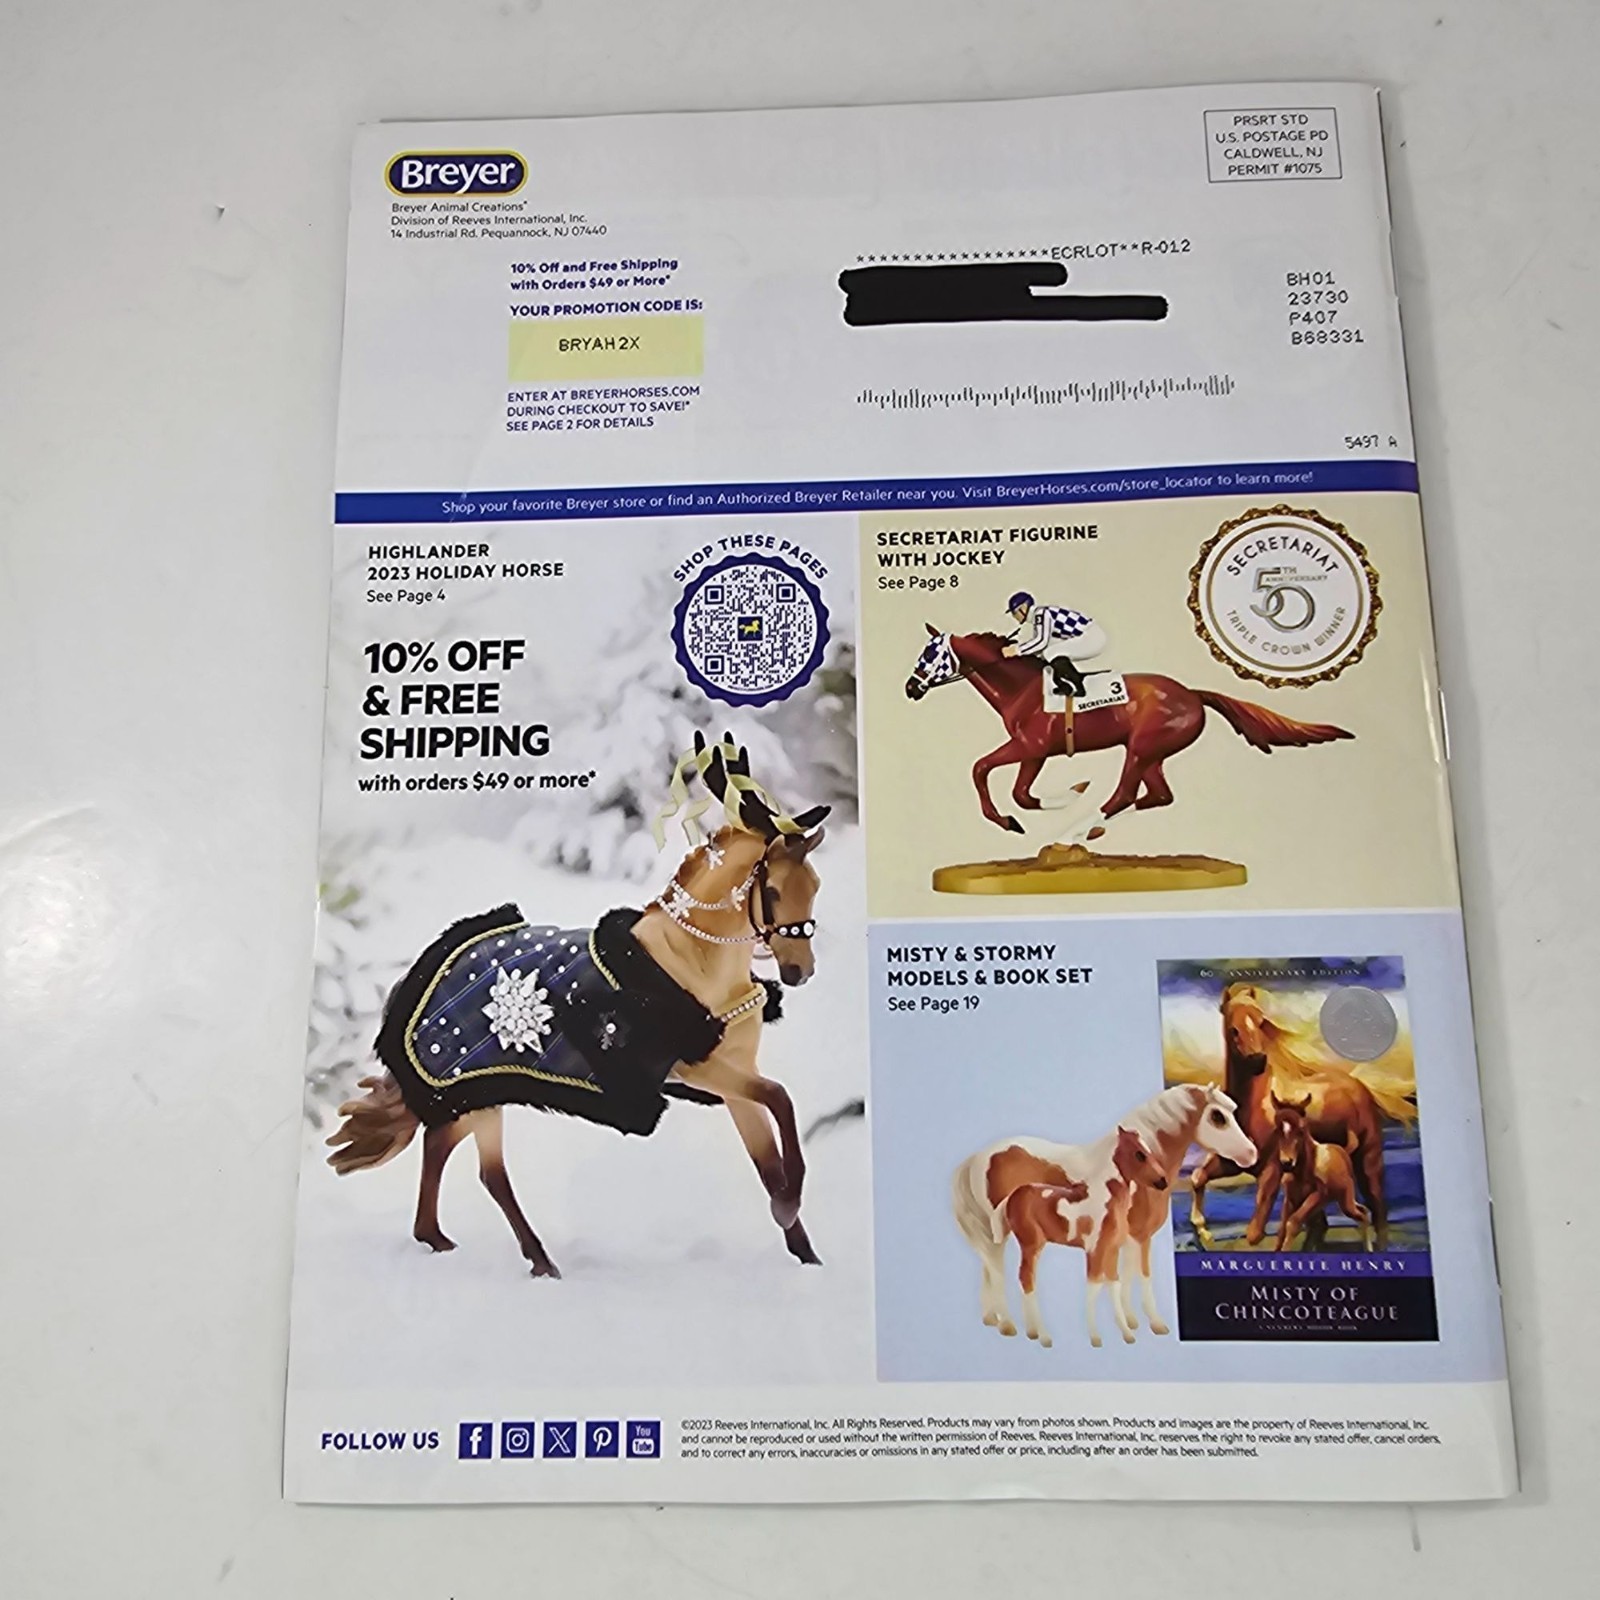 Breyer
Breyer Animal Creations®
Division of Reeves International, Inc.
14 Industrial Rd. Pequannock, NJ 07440
PRSRT STD
U.S. POSTAGE PD
CALDWELL, NJ
PERMIT #1075
10% Off and Free Shipping
with Orders $49 or More*
YOUR PROMOTION CODE IS:
BRYAH2X
ENTER AT BREYERHORSES.COM
DURING CHECKOUT TO SAVE!*
SEE PAGE 2 FOR DETAILS
******************ECRLOT**R-012
BH01
23730
P407
B68331
5497 A
Shop your favorite Breyer store or find an Authorized Breyer Retailer near you. Visit BreyerHorses.com/store_locator to learn more!
HIGHLANDER
2023 HOLIDAY HORSE
See Page 4
SHOP THESE PAGES
10% OFF
& FREE
SHIPPING
with orders $49 or more*
SECRETARIAT FIGURINE
WITH JOCKEY
See Page 8
SECRETARIAT
50TH
ANNIVERSARY
TRIPLE CROWN WINNER
3
SECRETARIAT
MISTY & STORMY
MODELS & BOOK SET
See Page 19
60 ANNIVERSARY EDITION
MARGUERITE HENRY
MISTY OF
CHINCOTEAGUE
FOLLOW US
You
Tube
©2023 Reeves International, Inc. All Rights Reserved. Products may vary from photos shown. Products and images are the property of Reeves International, Inc.
and cannot be reproduced or used without the written permission of Reeves. Reeves International, Inc. reserves the right to revoke any stated offer, cancel orders,
and to correct any errors, inaccuracies or omissions in any stated offer or price, including after an order has been submitted.